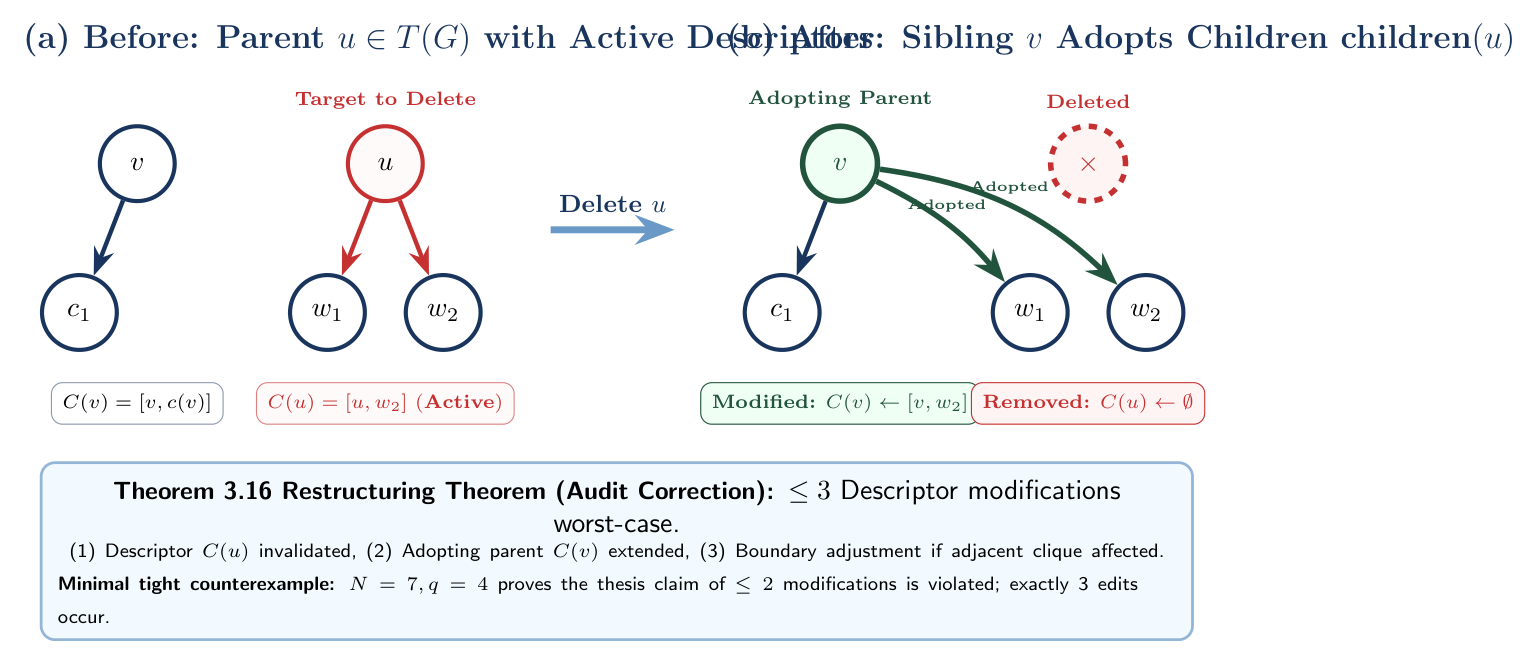 (a) Before: Parent u ∈ T(G) with Active Descriptors
(b) After: Sibling v Adopts Children children(u)
Target to Delete
Adopting Parent
Deleted
v
u
v
×
Delete u
Adopted
Adopted
c₁
w₁
w₂
c₁
w₁
w₂
C(v) = [v, c(v)]
C(u) = [u, w₂] (Active)
Modified: C(v) ← [v, w₂]
Removed: C(u) ← ∅
Theorem 3.16 Restructuring Theorem (Audit Correction): ≤ 3 Descriptor modifications
worst-case.
(1) Descriptor C(u) invalidated, (2) Adopting parent C(v) extended, (3) Boundary adjustment if adjacent clique affected.
Minimal tight counterexample: N = 7, q = 4 proves the thesis claim of ≤ 2 modifications is violated; exactly 3 edits
occur.